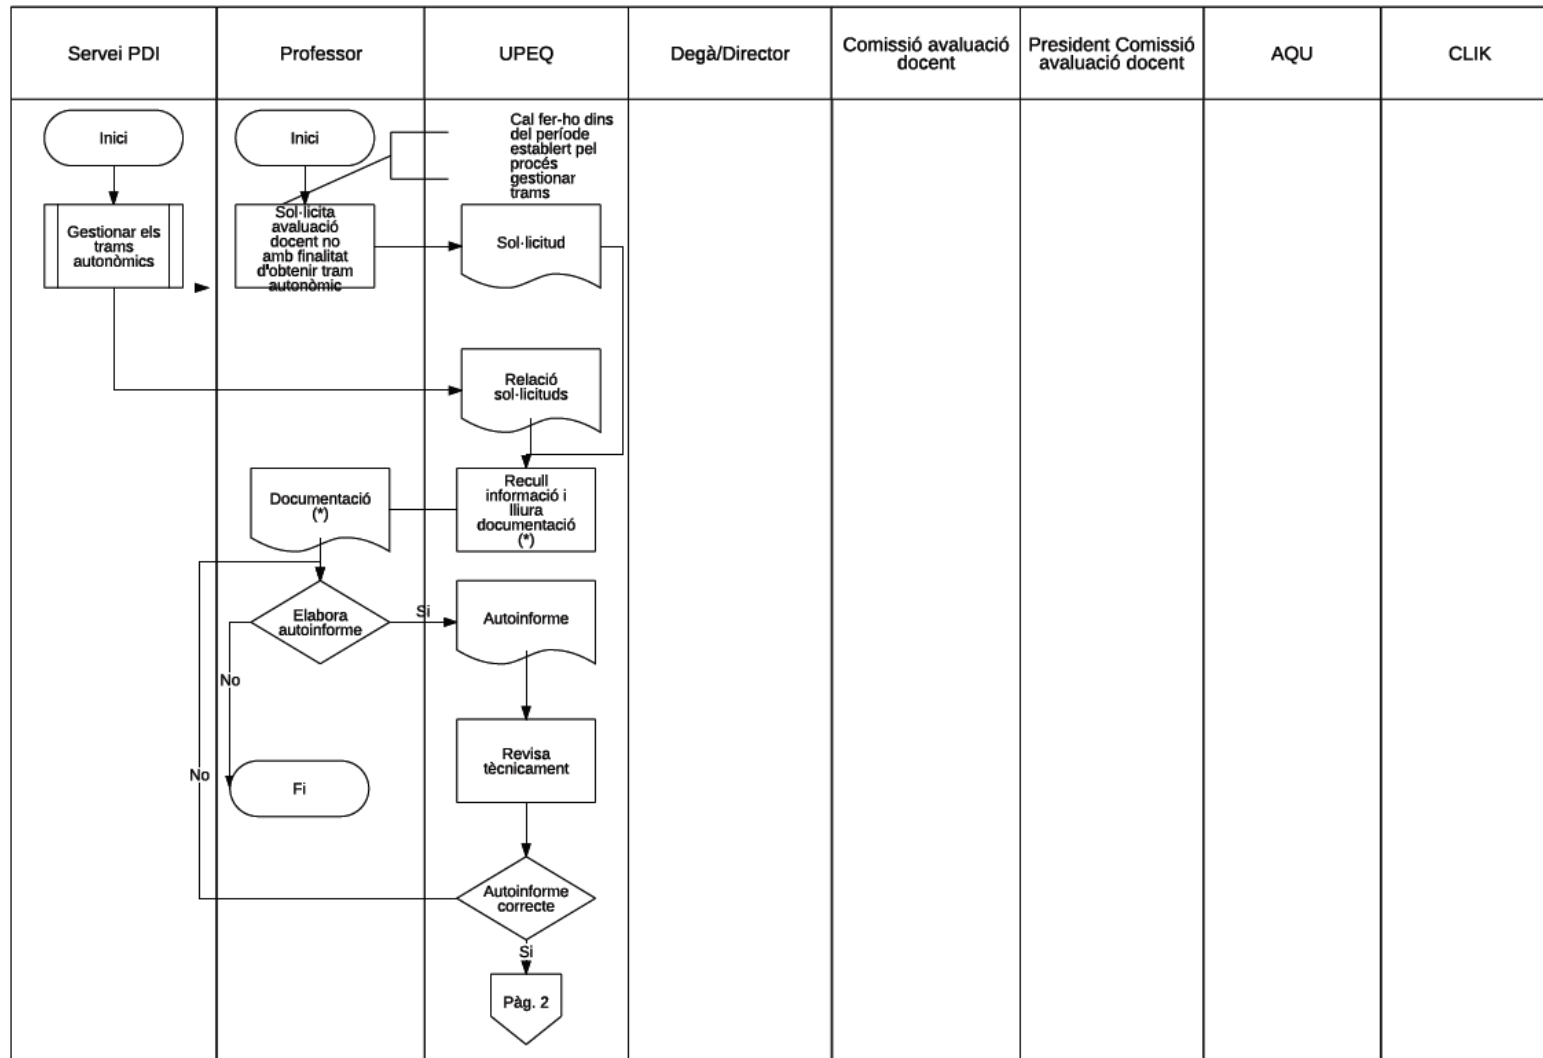 Servei PDI
Professor
UPEQ
Degà/Director
Comissió avaluació
docent
President Comissió
avaluació docent
AQU
CLIK
Inici
Inici
Cal fer-ho dins
del període
establert pel
procés
gestionar
trams
Gestionar els
trams
autonòmics
Sol·licita
avaluació
docent no
amb finalitat
d'obtenir tram
autonòmic
Sol·licitud
Relació
sol·licituds
Documentació
(*)
Recull
informació i
lliura
documentació
(*)
Elabora
autoinforme
Si
Autoinforme
No
Revisa
tècnicament
No
Fi
Autoinforme
correcte
Si
Pàg. 2